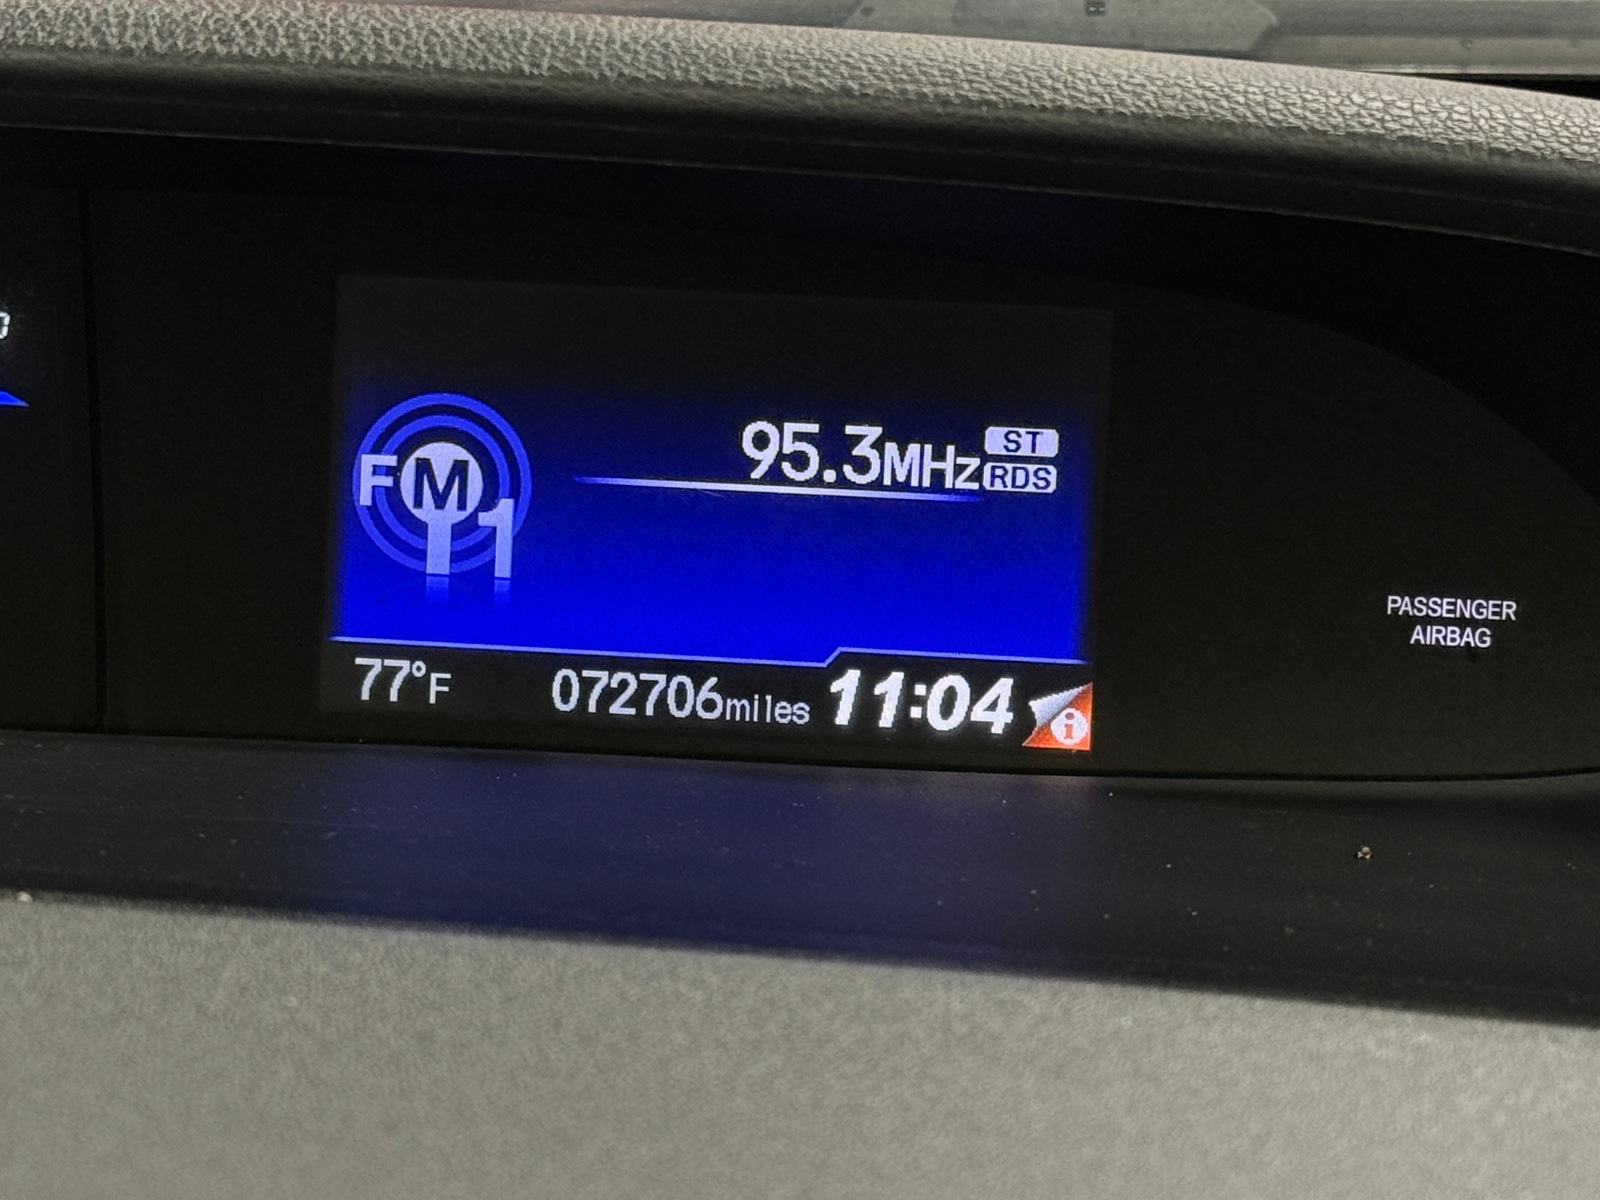 FM1
95.3MHz ST
RDS
77°F 072706miles 11:04 i
PASSENGER
AIRBAG